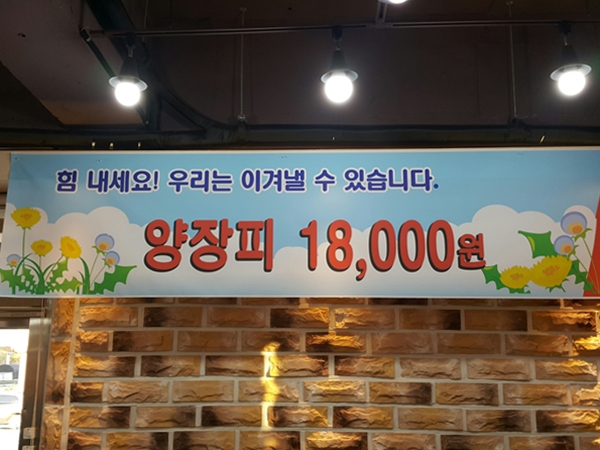 힘 내세요! 우리는 이겨낼 수 있습니다.
양장피 18,000원